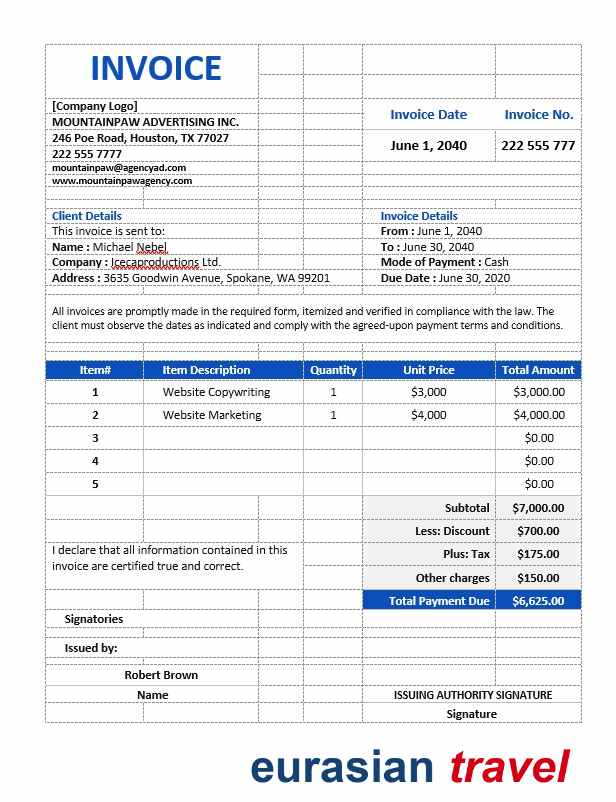 INVOICE
[Company Logo]
MOUNTAINPAW ADVERTISING INC.
246 Poe Road, Houston, TX 77027
222 555 7777
mountainpaw@agencyad.com
www.mountainpawagency.com
Invoice Date Invoice No.
June 1, 2040 222 555 777
Client Details
This invoice is sent to:
Name : Michael Nebel
Company : Icecaproductions Ltd.
Address : 3635 Goodwin Avenue, Spokane, WA 99201
Invoice Details
From : June 1, 2040
To : June 30, 2040
Mode of Payment : Cash
Due Date : June 30, 2020
All invoices are promptly made in the required form, itemized and verified in compliance with the law. The
client must observe the dates as indicated and comply with the agreed-upon payment terms and conditions.
Item# Item Description Quantity Unit Price Total Amount
1 Website Copywriting 1 $3,000 $3,000.00
2 Website Marketing 1 $4,000 $4,000.00
3 $0.00
4 $0.00
5 $0.00
Subtotal $7,000.00
Less: Discount $700.00
Plus: Tax $175.00
Other charges $150.00
Total Payment Due $6,625.00
I declare that all information contained in this
invoice are certified true and correct.
Signatories
Issued by:
Robert Brown
Name ISSUING AUTHORITY SIGNATURE
Signature
eurasian travel